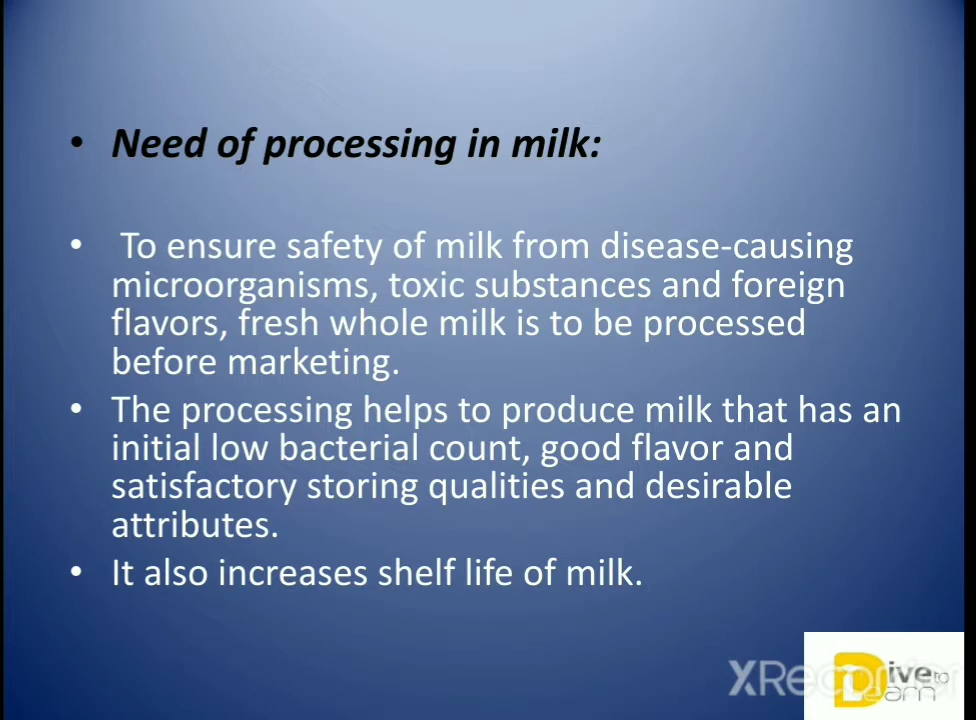 • Need of processing in milk:
• To ensure safety of milk from disease-causing
microorganisms, toxic substances and foreign
flavors, fresh whole milk is to be processed
before marketing.
• The processing helps to produce milk that has an
initial low bacterial count, good flavor and
satisfactory storing qualities and desirable
attributes.
• It also increases shelf life of milk.
XRecorder
Dive to
Learn